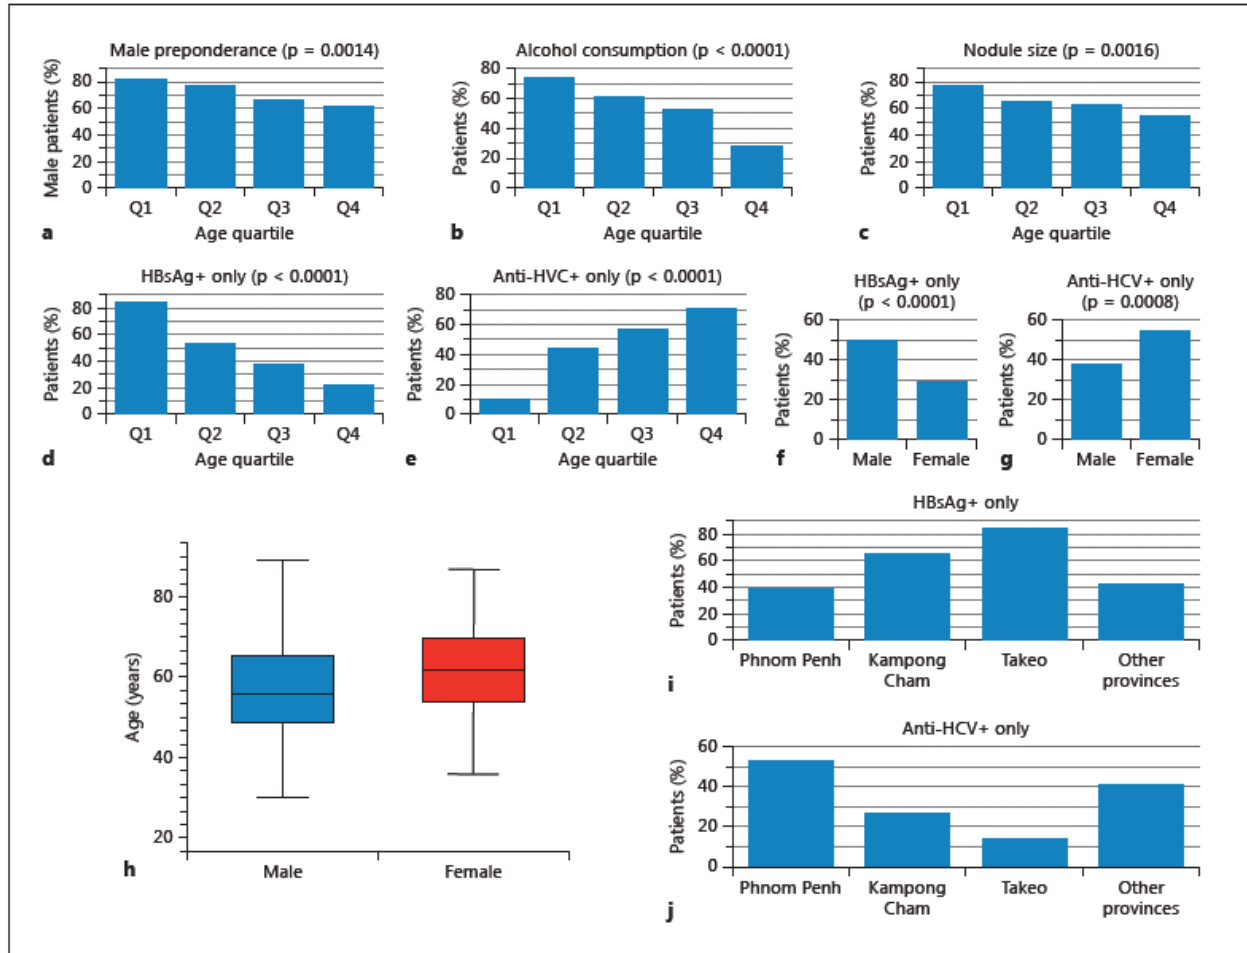 Male preponderance (p = 0.0014)
Male patients (%)
80
60
40
20
0
Q1 Q2 Q3 Q4
Age quartile
a
Alcohol consumption (p < 0.0001)
Patients (%)
80
60
40
20
0
Q1 Q2 Q3 Q4
Age quartile
b
Nodule size (p = 0.0016)
Patients (%)
80
60
40
20
0
Q1 Q2 Q3 Q4
Age quartile
c
HBsAg+ only (p < 0.0001)
Patients (%)
80
60
40
20
0
Q1 Q2 Q3 Q4
Age quartile
d
Anti-HVC+ only (p < 0.0001)
Patients (%)
80
60
40
20
0
Q1 Q2 Q3 Q4
Age quartile
e
HBsAg+ only
(p < 0.0001)
Patients (%)
60
40
20
0
Male Female
f
Anti-HCV+ only
(p = 0.0008)
Patients (%)
60
40
20
0
Male Female
g
Age (years)
80
60
40
20
Male Female
h
HBsAg+ only
Patients (%)
80
60
40
20
0
Phnom Penh Kampong Takeo Other
Cham provinces
i
Anti-HCV+ only
Patients (%)
60
40
20
0
Phnom Penh Kampong Takeo Other
Cham provinces
j